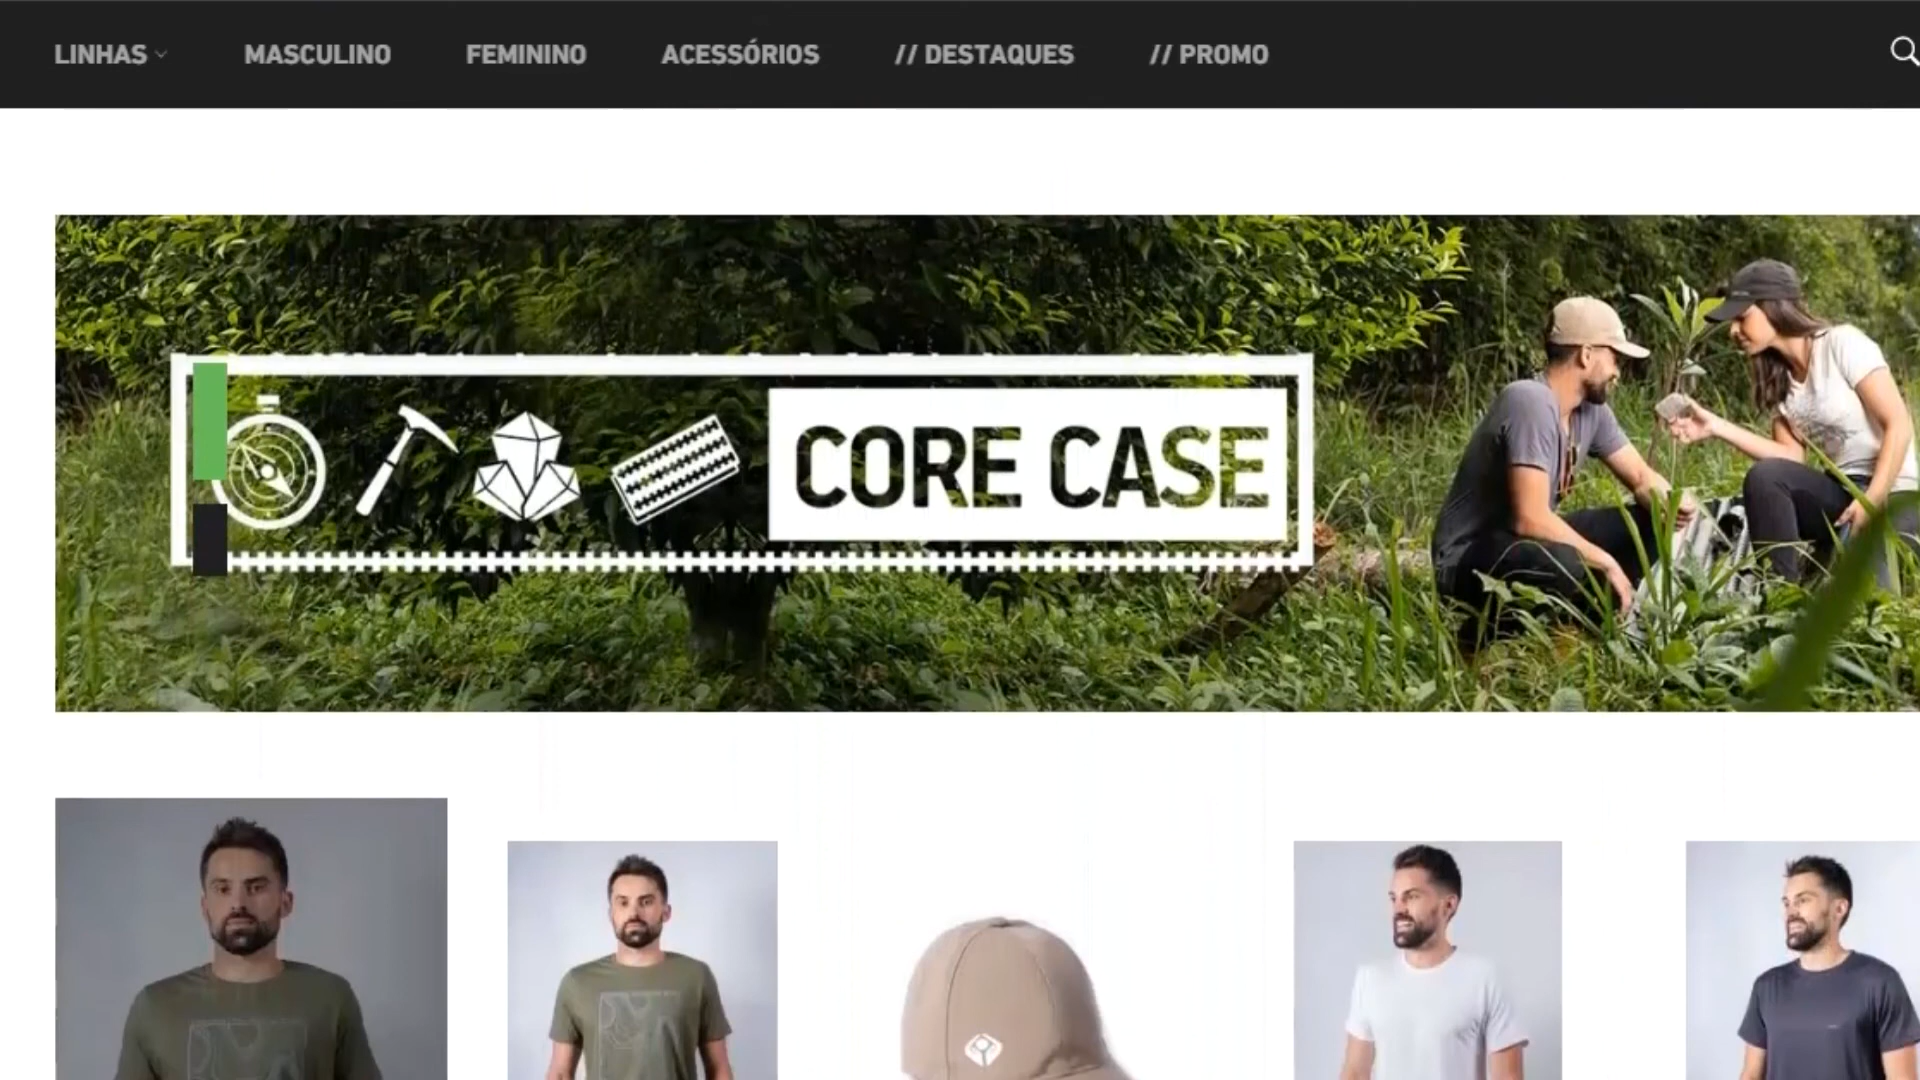 LINHAS
MASCULINO
FEMININO
ACESSÓRIOS
// DESTAQUES
// PROMO
CORE CASE